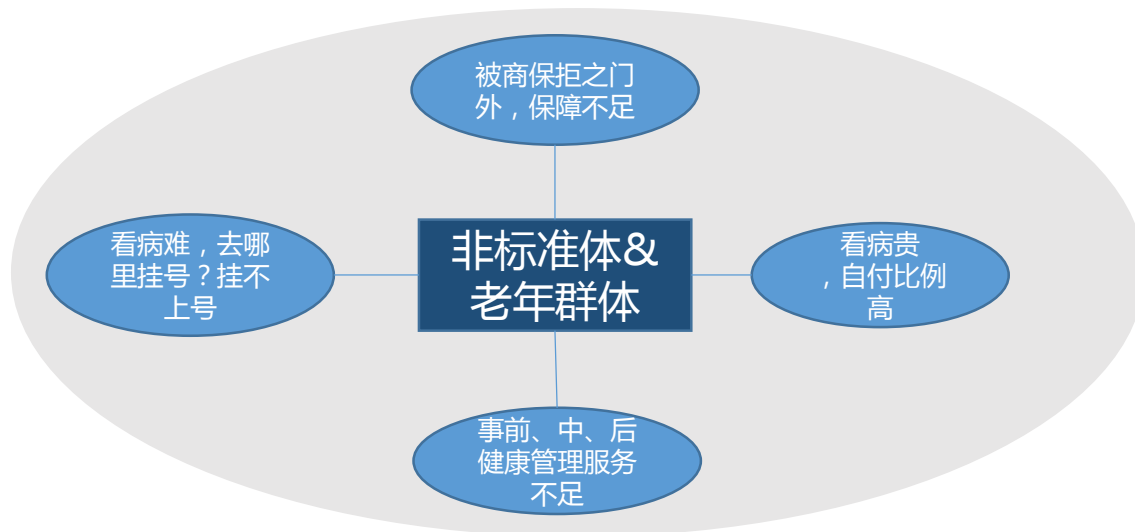 被商保拒之门
外，保障不足
看病难，去哪
里挂号？挂不
上号
非标准体&
老年群体
看病贵
，自付比例
高
事前、中、后
健康管理服务
不足